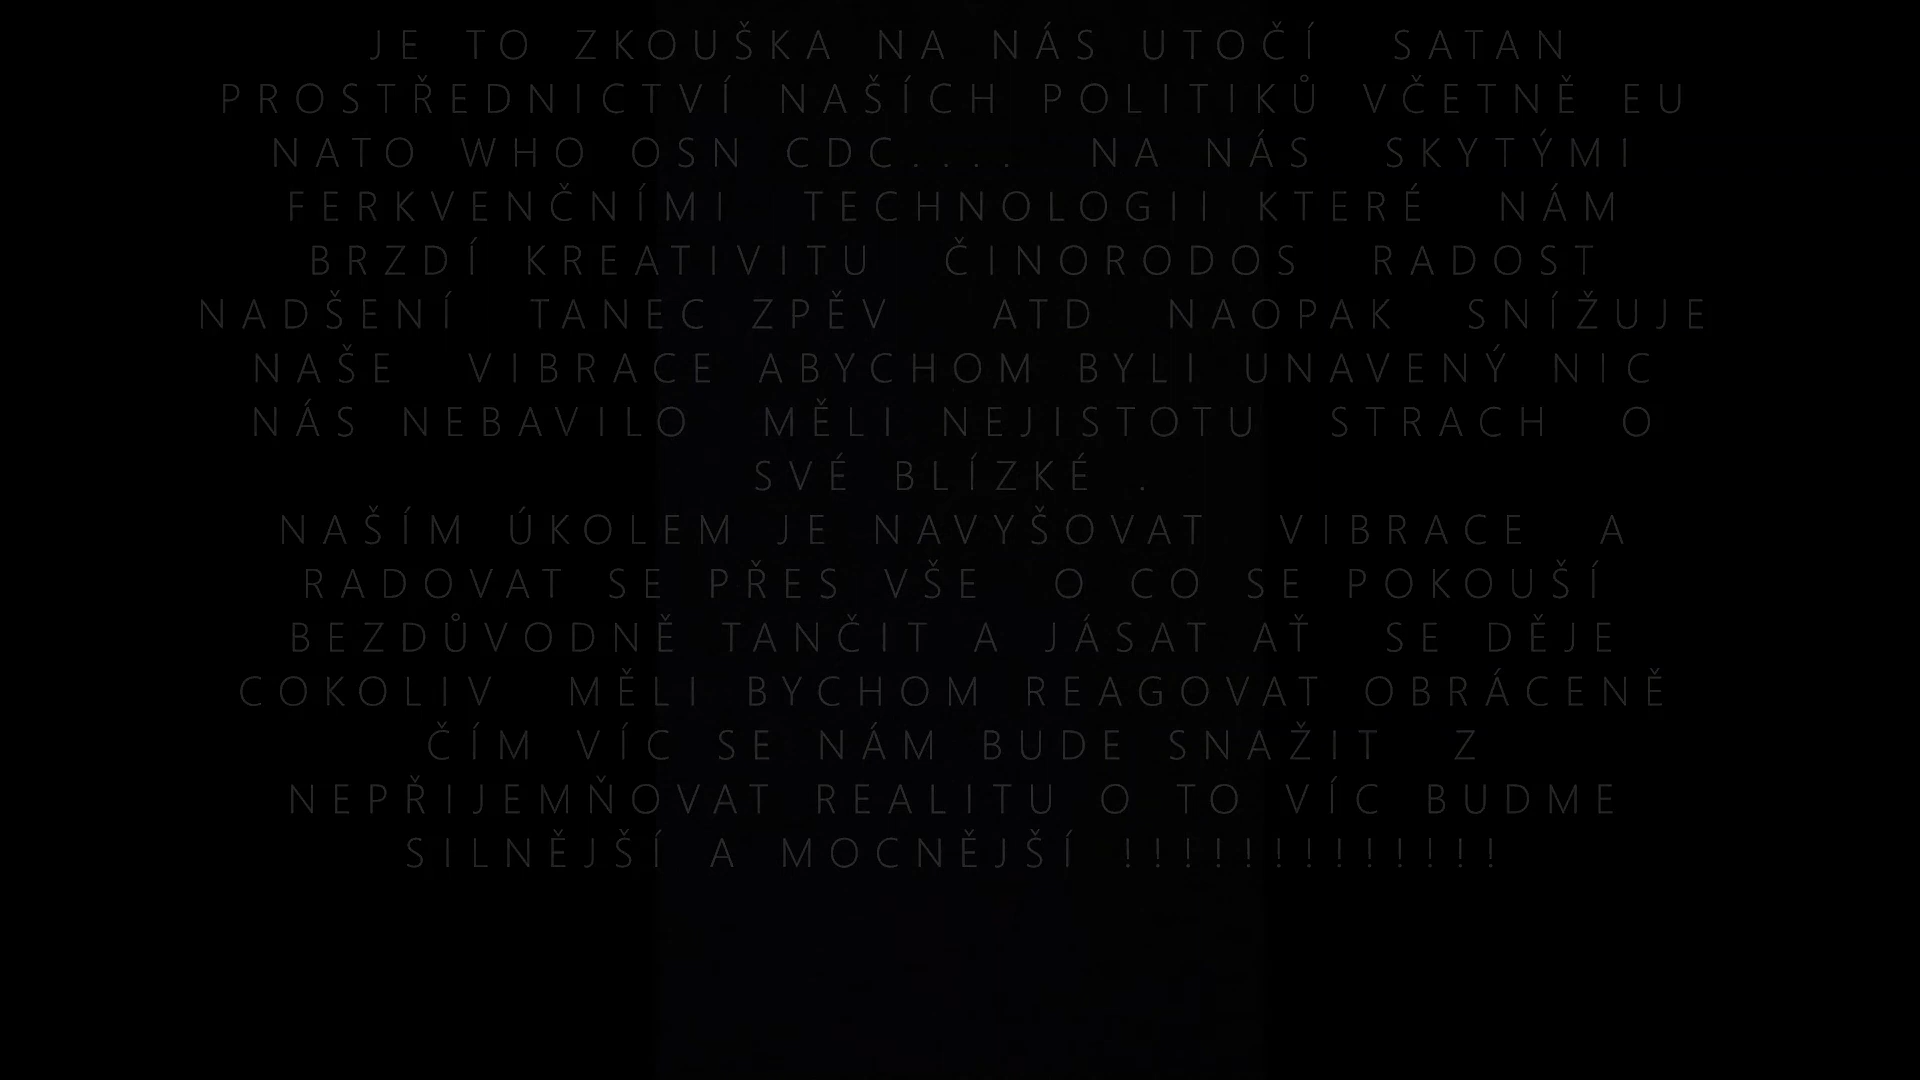 JE TO ZKOUŠKA NA NÁS UTOČÍ SATAN
PROSTŘEDNICTVÍ NAŠÍCH POLITIKŮ VČETNĚ EU
NATO WHO OSN CDC.... NA NÁS SKYTÝMI
FERKVENČNÍMI TECHNOLOGII KTERÉ NÁM
BRZDÍ KREATIVITU ČINORODOS RADOST
NADŠENÍ TANEC ZPĚV ATD NAOPAK SNÍŽUJE
NAŠE VIBRACE ABYCHOM BYLI UNAVENÝ NIC
NÁS NEBAVILO MĚLI NEJISTOTU STRACH O
SVÉ BLÍZKÉ .
NAŠÍM ÚKOLEM JE NAVYŠOVAT VIBRACE A
RADOVAT SE PŘES VŠE O CO SE POKOUŠÍ
BEZDŮVODNĚ TANČIT A JÁSAT AŤ SE DĚJE
COKOLIV MĚLI BYCHOM REAGOVAT OBRÁCENĚ
ČÍM VÍC SE NÁM BUDE SNAŽIT Z
NEPŘIJEMŇOVAT REALITU O TO VÍC BUDME
SILNĚJŠÍ A MOCNĚJŠÍ !!!!!!!!!!!!!